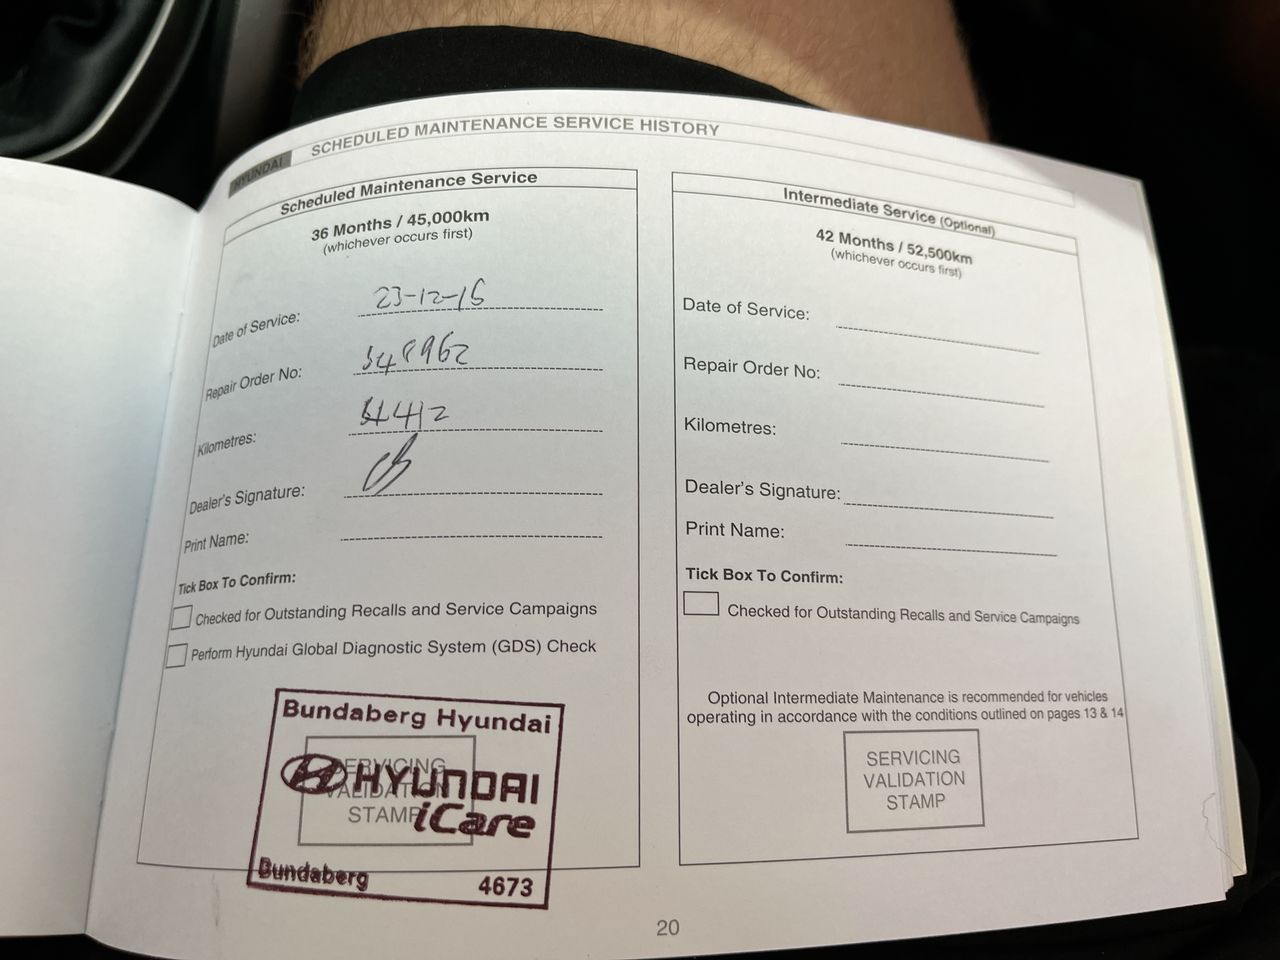 HYUNDAI SCHEDULED MAINTENANCE SERVICE HISTORY
Scheduled Maintenance Service
36 Months / 45,000km
(whichever occurs first)
Date of Service: 23-12-16
Repair Order No:
Kilometres:
Dealer's Signature:
Print Name:
Tick Box To Confirm:
Checked for Outstanding Recalls and Service Campaigns
Perform Hyundai Global Diagnostic System (GDS) Check
SERVICING
VALIDATION
STAMP
Bundaberg Hyundai
HYUNDAI
iCare
Bundaberg 4673
Intermediate Service (Optional)
42 Months / 52,500km
(whichever occurs first)
Date of Service:
Repair Order No:
Kilometres:
Dealer's Signature:
Print Name:
Tick Box To Confirm:
Checked for Outstanding Recalls and Service Campaigns
Optional Intermediate Maintenance is recommended for vehicles
operating in accordance with the conditions outlined on pages 13 & 14
SERVICING
VALIDATION
STAMP
20